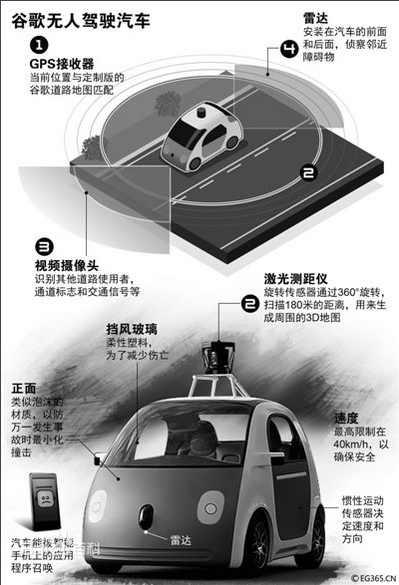 谷歌无人驾驶汽车
1
GPS接收器
当前位置与定制版的
谷歌道路地图匹配
4
雷达
安装在汽车的前面
和后面，侦察邻近
障碍物
2
3
视频摄像头
识别其他道路使用者，
通道标志和交通信号等
2
激光测距仪
旋转传感器通过360°旋转，
扫描180米的距离，用来生
成周围的3D地图
挡风玻璃
柔性塑料，
为了减少伤亡
正面
类似泡沫的
材质，以防
万一发生事
故时最小化
撞击
速度
最高限制在
40km/h，以
确保安全
惯性运动
传感器决
定速度和
方向
雷达
汽车能被智能
手机上的应用
程序召唤
©EG365.CN